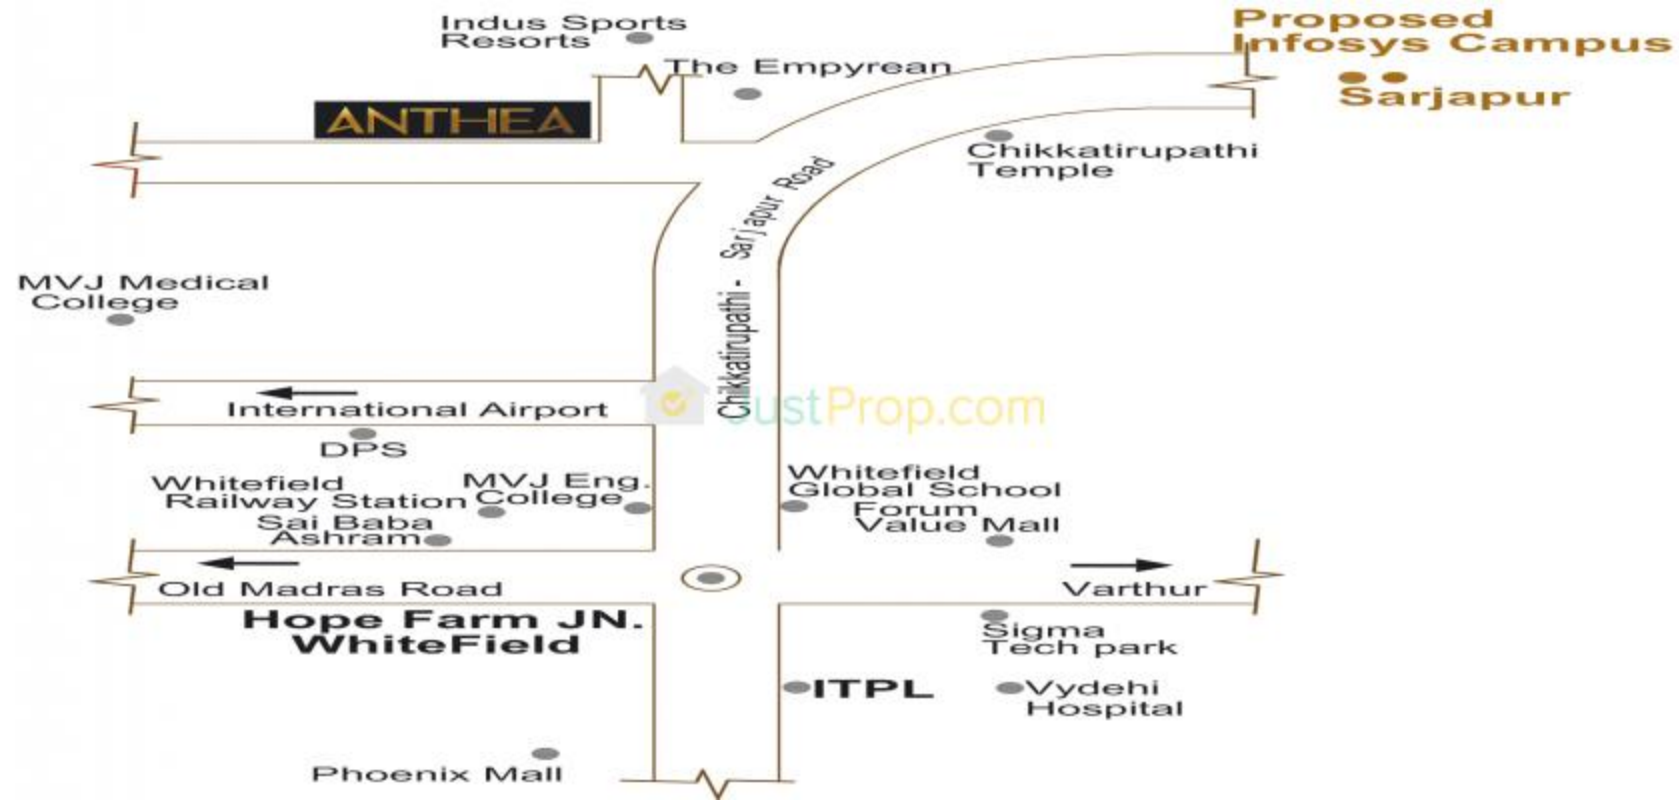 Indus Sports
Resorts
The Empyrean
Proposed
Infosys Campus
Sarjapur
ANTHEA
Chikkatirupathi
Temple
Chikkatirupathi - Sarjapur Road
MVJ Medical
College
International Airport
JustProp.com
DPS
Whitefield
Railway Station
MVJ Eng.
College
Sai Baba
Ashram
Whitefield
Global School
Forum
Value Mall
Old Madras Road
Varthur
Hope Farm JN.
WhiteField
Sigma
Tech park
ITPL
Vydehi
Hospital
Phoenix Mall